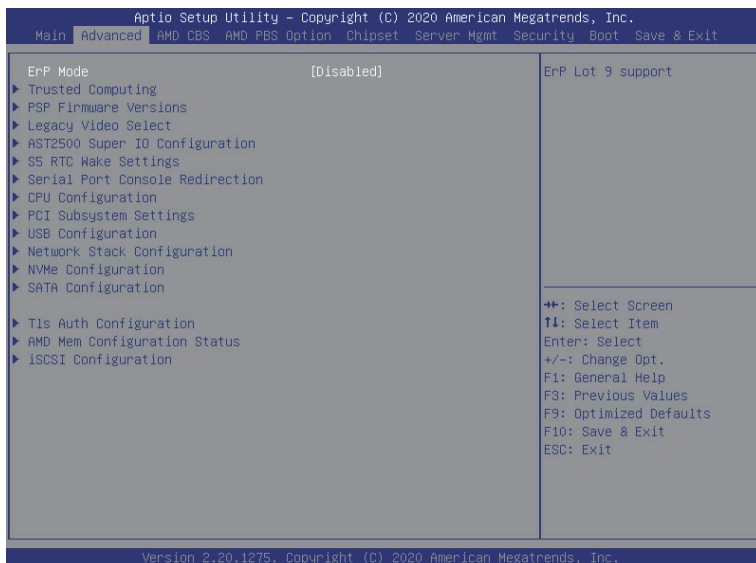 Aptio Setup Utility – Copyright (C) 2020 American Megatrends, Inc.
Main Advanced AMD CBS AMD PBS Option Chipset Server Mgmt Security Boot Save & Exit
ErP Mode [Disabled]
▶ Trusted Computing
▶ PSP Firmware Versions
▶ Legacy Video Select
▶ AST2500 Super IO Configuration
▶ S5 RTC Wake Settings
▶ Serial Port Console Redirection
▶ CPU Configuration
▶ PCI Subsystem Settings
▶ USB Configuration
▶ Network Stack Configuration
▶ NVMe Configuration
▶ SATA Configuration
▶ Tls Auth Configuration
▶ AMD Mem Configuration Status
▶ iSCSI Configuration
ErP Lot 9 support
→←: Select Screen
↑↓: Select Item
Enter: Select
+/-: Change Opt.
F1: General Help
F3: Previous Values
F9: Optimized Defaults
F10: Save & Exit
ESC: Exit
Version 2.20.1275. Copyright (C) 2020 American Megatrends, Inc.